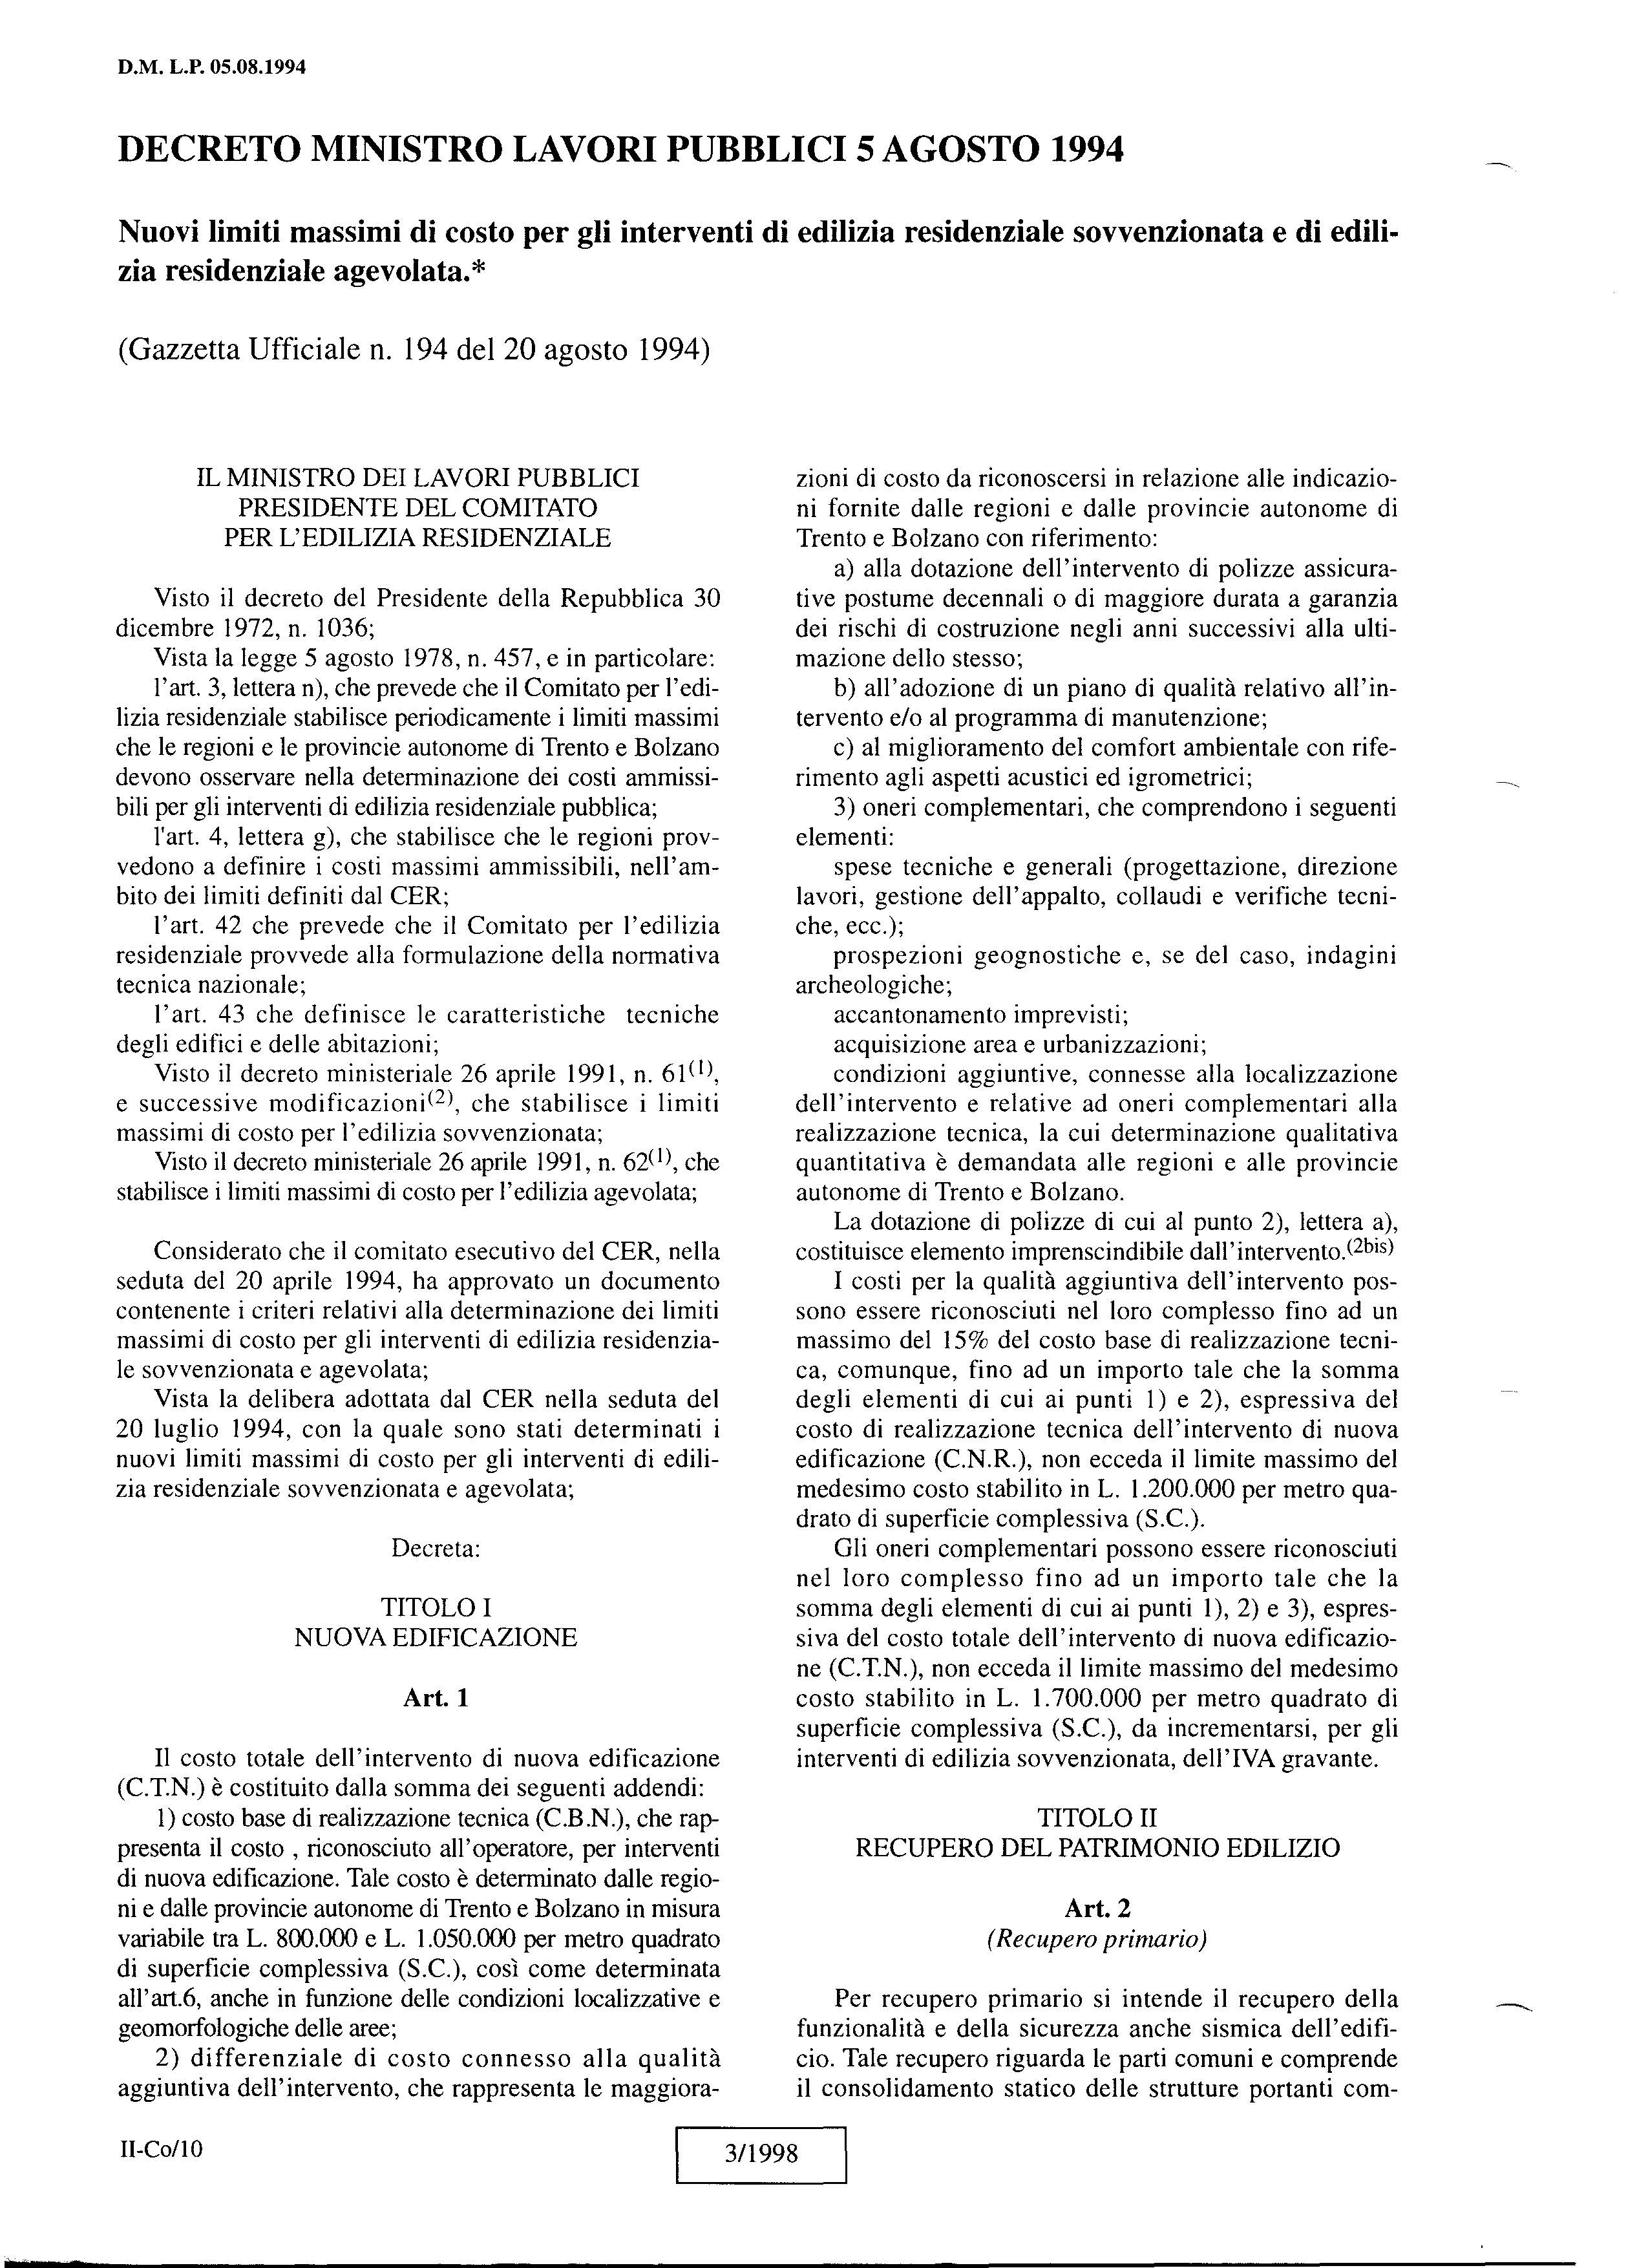 D.M. L.P. 05.08.1994
DECRETO MINISTRO LAVORI PUBBLICI 5 AGOSTO 1994
Nuovi limiti massimi di costo per gli interventi di edilizia residenziale sovvenzionata e di edili-
zia residenziale agevolata.*
(Gazzetta Ufficiale n. 194 del 20 agosto 1994)
IL MINISTRO DEI LAVORI PUBBLICI
PRESIDENTE DEL COMITATO
PER L'EDILIZIA RESIDENZIALE
Visto il decreto del Presidente della Repubblica 30
dicembre 1972, n. 1036;
Vista la legge 5 agosto 1978, n. 457, e in particolare:
l'art. 3, lettera n), che prevede che il Comitato per l'edi-
lizia residenziale stabilisce periodicamente i limiti massimi
che le regioni e le provincie autonome di Trento e Bolzano
devono osservare nella determinazione dei costi ammissi-
bili per gli interventi di edilizia residenziale pubblica;
l'art. 4, lettera g), che stabilisce che le regioni prov-
vedono a definire i costi massimi ammissibili, nell'am-
bito dei limiti definiti dal CER;
l'art. 42 che prevede che il Comitato per l'edilizia
residenziale provvede alla formulazione della normativa
tecnica nazionale;
l'art. 43 che definisce le caratteristiche tecniche
degli edifici e delle abitazioni;
Visto il decreto ministeriale 26 aprile 1991, n. 61(1),
e successive modificazioni(2), che stabilisce i limiti
massimi di costo per l'edilizia sovvenzionata;
Visto il decreto ministeriale 26 aprile 1991, n. 62(1), che
stabilisce i limiti massimi di costo per l'edilizia agevolata;
Considerato che il comitato esecutivo del CER, nella
seduta del 20 aprile 1994, ha approvato un documento
contenente i criteri relativi alla determinazione dei limiti
massimi di costo per gli interventi di edilizia residenzia-
le sovvenzionata e agevolata;
Vista la delibera adottata dal CER nella seduta del
20 luglio 1994, con la quale sono stati determinati i
nuovi limiti massimi di costo per gli interventi di edili-
zia residenziale sovvenzionata e agevolata;
Decreta:
TITOLO I
NUOVA EDIFICAZIONE
Art. 1
Il costo totale dell'intervento di nuova edificazione
(C.T.N.) è costituito dalla somma dei seguenti addendi:
1) costo base di realizzazione tecnica (C.B.N.), che rap-
presenta il costo , riconosciuto all'operatore, per interventi
di nuova edificazione. Tale costo è determinato dalle regio-
ni e dalle provincie autonome di Trento e Bolzano in misura
variabile tra L. 800.000 e L. 1.050.000 per metro quadrato
di superficie complessiva (S.C.), così come determinata
all'art.6, anche in funzione delle condizioni localizzative e
geomorfologiche delle aree;
2) differenziale di costo connesso alla qualità
aggiuntiva dell'intervento, che rappresenta le maggiora-
zioni di costo da riconoscersi in relazione alle indicazio-
ni fornite dalle regioni e dalle provincie autonome di
Trento e Bolzano con riferimento:
a) alla dotazione dell'intervento di polizze assicura-
tive postume decennali o di maggiore durata a garanzia
dei rischi di costruzione negli anni successivi alla ulti-
mazione dello stesso;
b) all'adozione di un piano di qualità relativo all'in-
tervento e/o al programma di manutenzione;
c) al miglioramento del comfort ambientale con rife-
rimento agli aspetti acustici ed igrometrici;
3) oneri complementari, che comprendono i seguenti
elementi:
spese tecniche e generali (progettazione, direzione
lavori, gestione dell'appalto, collaudi e verifiche tecni-
che, ecc.);
prospezioni geognostiche e, se del caso, indagini
archeologiche;
accantonamento imprevisti;
acquisizione area e urbanizzazioni;
condizioni aggiuntive, connesse alla localizzazione
dell'intervento e relative ad oneri complementari alla
realizzazione tecnica, la cui determinazione qualitativa
quantitativa è demandata alle regioni e alle provincie
autonome di Trento e Bolzano.
La dotazione di polizze di cui al punto 2), lettera a),
costituisce elemento imprenscindibile dall'intervento.(2bis)
I costi per la qualità aggiuntiva dell'intervento pos-
sono essere riconosciuti nel loro complesso fino ad un
massimo del 15% del costo base di realizzazione tecni-
ca, comunque, fino ad un importo tale che la somma
degli elementi di cui ai punti 1) e 2), espressiva del
costo di realizzazione tecnica dell'intervento di nuova
edificazione (C.N.R.), non ecceda il limite massimo del
medesimo costo stabilito in L. 1.200.000 per metro qua-
drato di superficie complessiva (S.C.).
Gli oneri complementari possono essere riconosciuti
nel loro complesso fino ad un importo tale che la
somma degli elementi di cui ai punti 1), 2) e 3), espres-
siva del costo totale dell'intervento di nuova edificazio-
ne (C.T.N.), non ecceda il limite massimo del medesimo
costo stabilito in L. 1.700.000 per metro quadrato di
superficie complessiva (S.C.), da incrementarsi, per gli
interventi di edilizia sovvenzionata, dell'IVA gravante.
TITOLO II
RECUPERO DEL PATRIMONIO EDILIZIO
Art. 2
(Recupero primario)
Per recupero primario si intende il recupero della
funzionalità e della sicurezza anche sismica dell'edifi-
cio. Tale recupero riguarda le parti comuni e comprende
il consolidamento statico delle strutture portanti com-
II-Co/10
3/1998